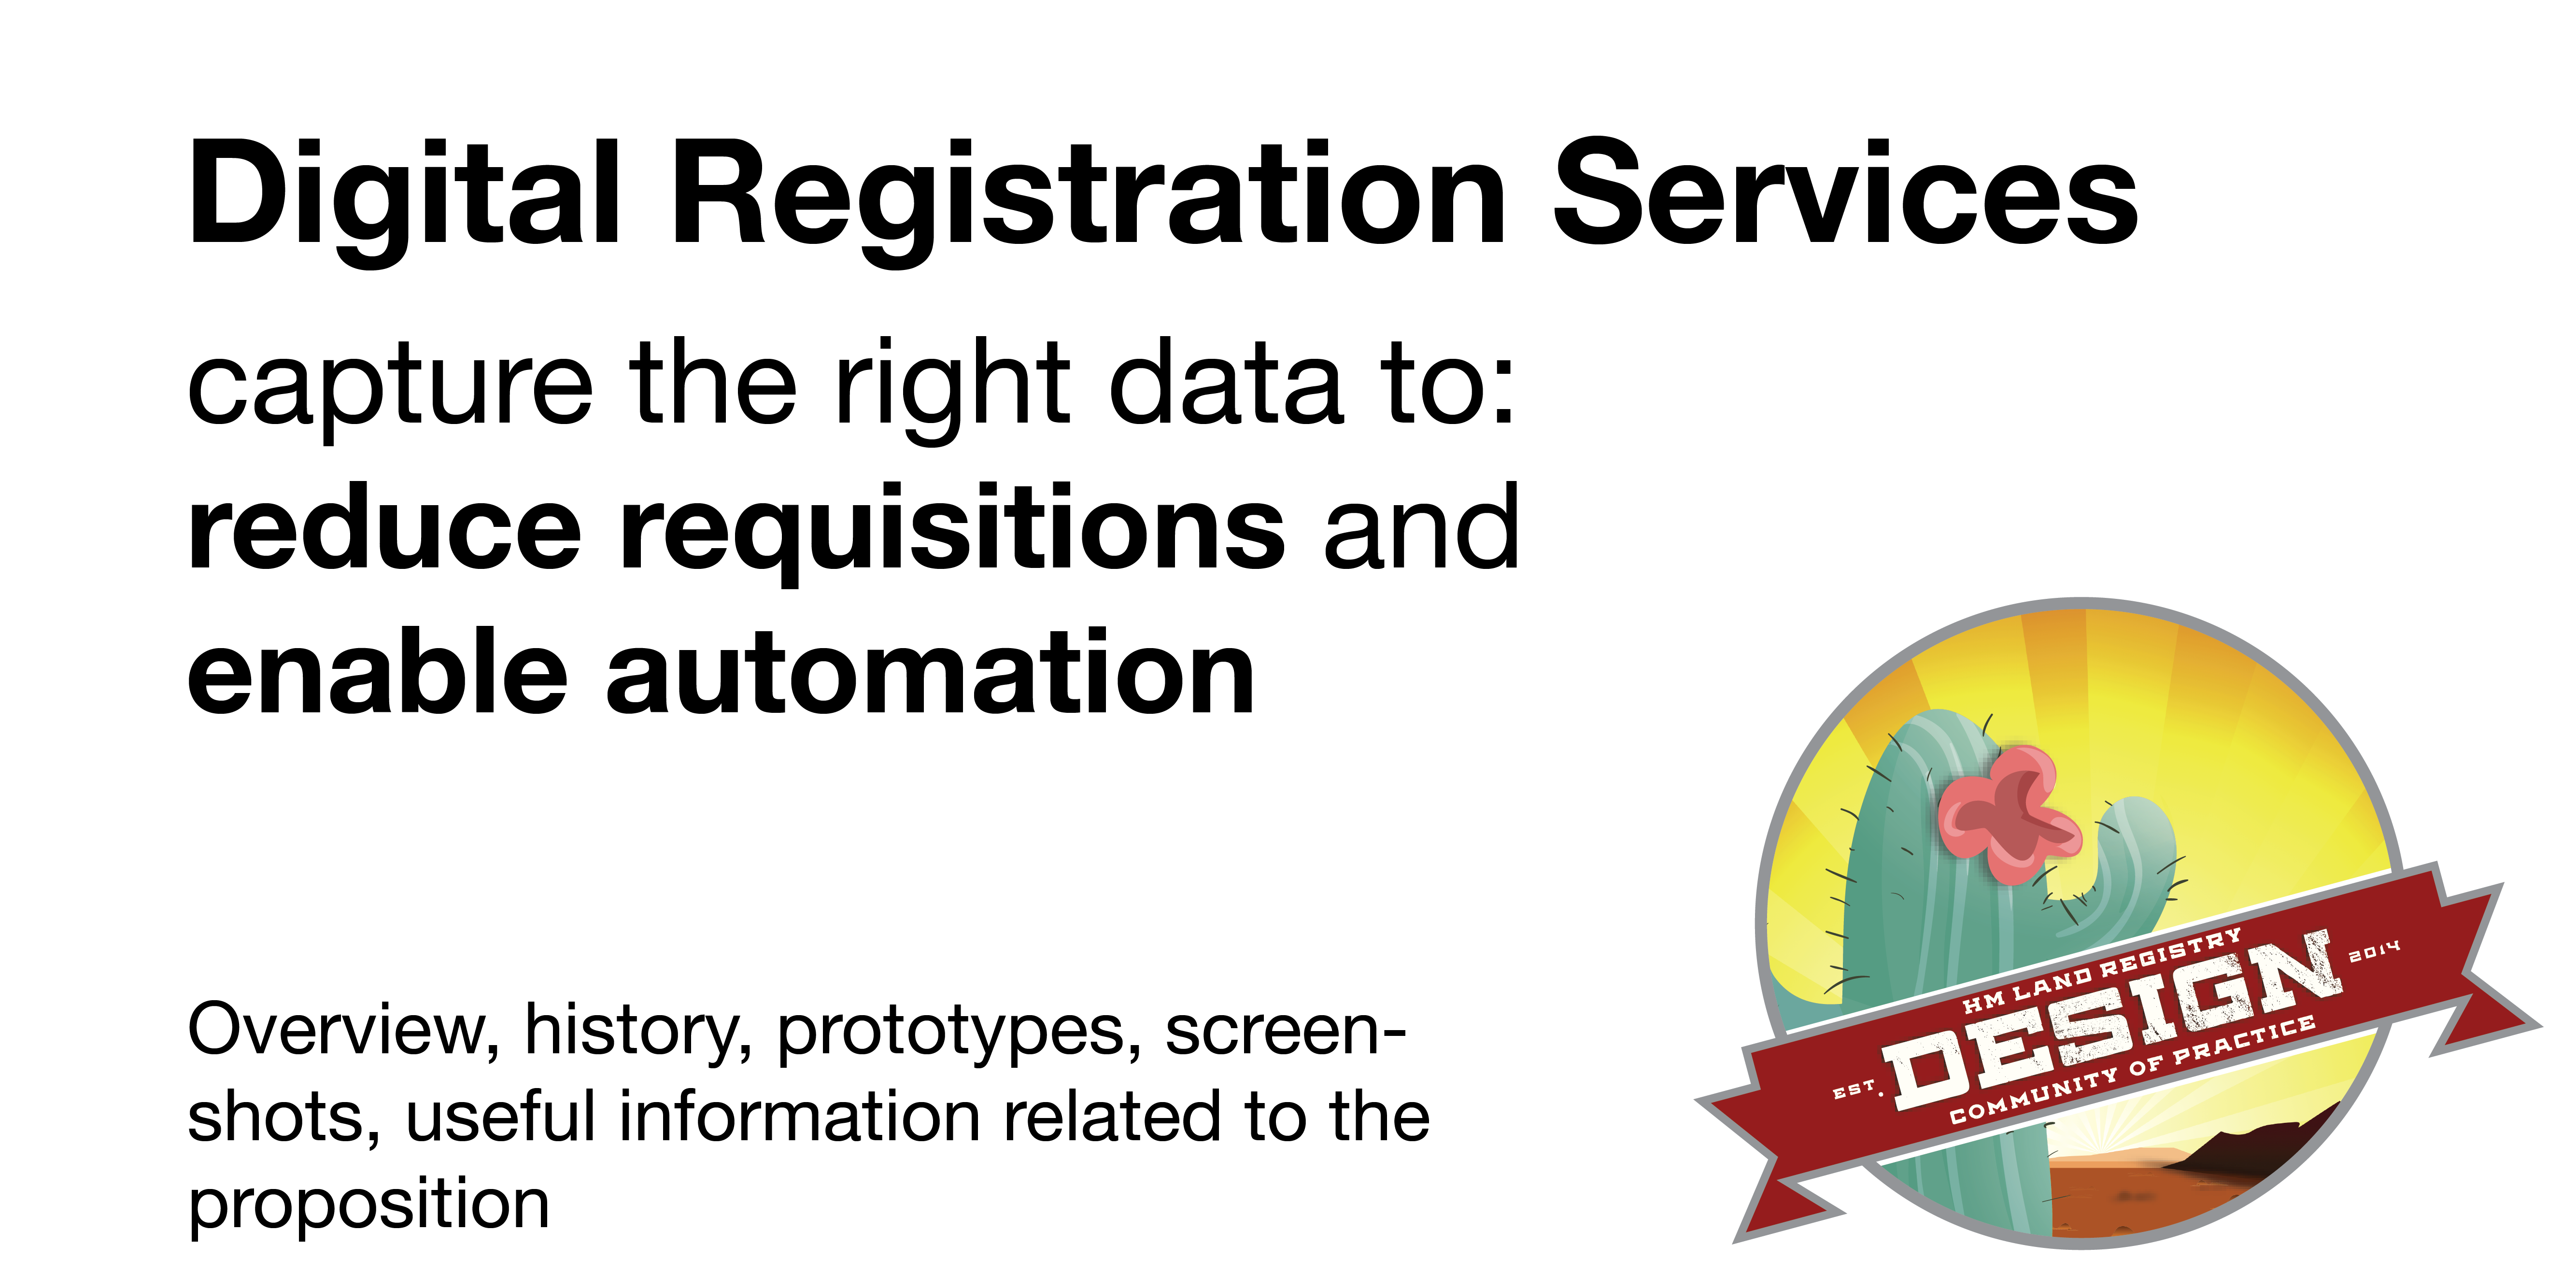 Digital Registration Services
capture the right data to:
reduce requisitions and
enable automation
Overview, history, prototypes, screen-
shots, useful information related to the
proposition
HM LAND REGISTRY
EST. DESIGN 2014
COMMUNITY OF PRACTICE